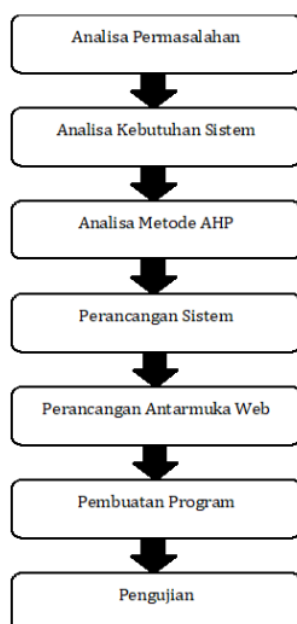 Analisa Permasalahan
Analisa Kebutuhan Sistem
Analisa Metode AHP
Perancangan Sistem
Perancangan Antarmuka Web
Pembuatan Program
Pengujian